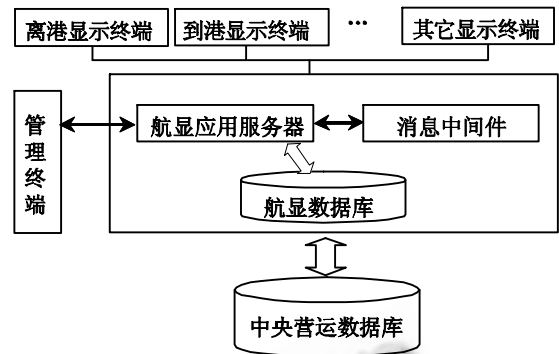 离港显示终端
到港显示终端
...
其它显示终端
管理终端
航显应用服务器
消息中间件
航显数据库
中央营运数据库